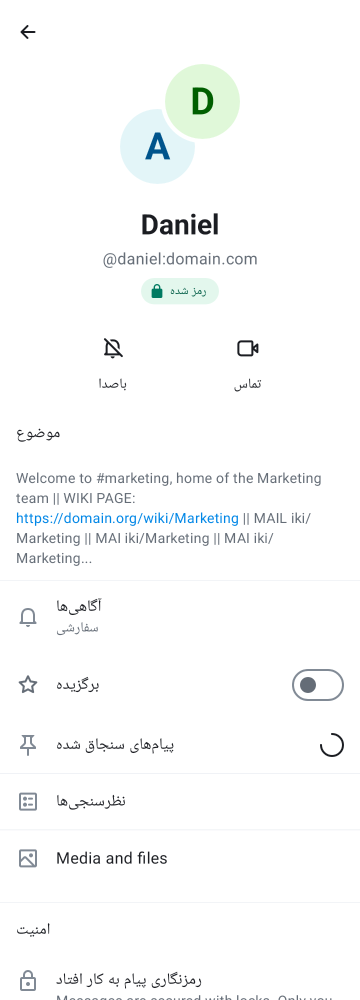 D
A
Daniel
@daniel:domain.com
رمز شده
باصدا
تماس
موضوع
Welcome to #marketing, home of the Marketing
team || WIKI PAGE:
https://domain.org/wiki/Marketing || MAIL iki/
Marketing || MAI iki/Marketing || MAI iki/
Marketing...
آگاهی‌ها
سفارشی
برگزیده
پیام‌های سنجاق شده
نظرسنجی‌ها
Media and files
امنیت
رمزنگاری پیام به کار افتاد
Messages are secured with locks. Only you